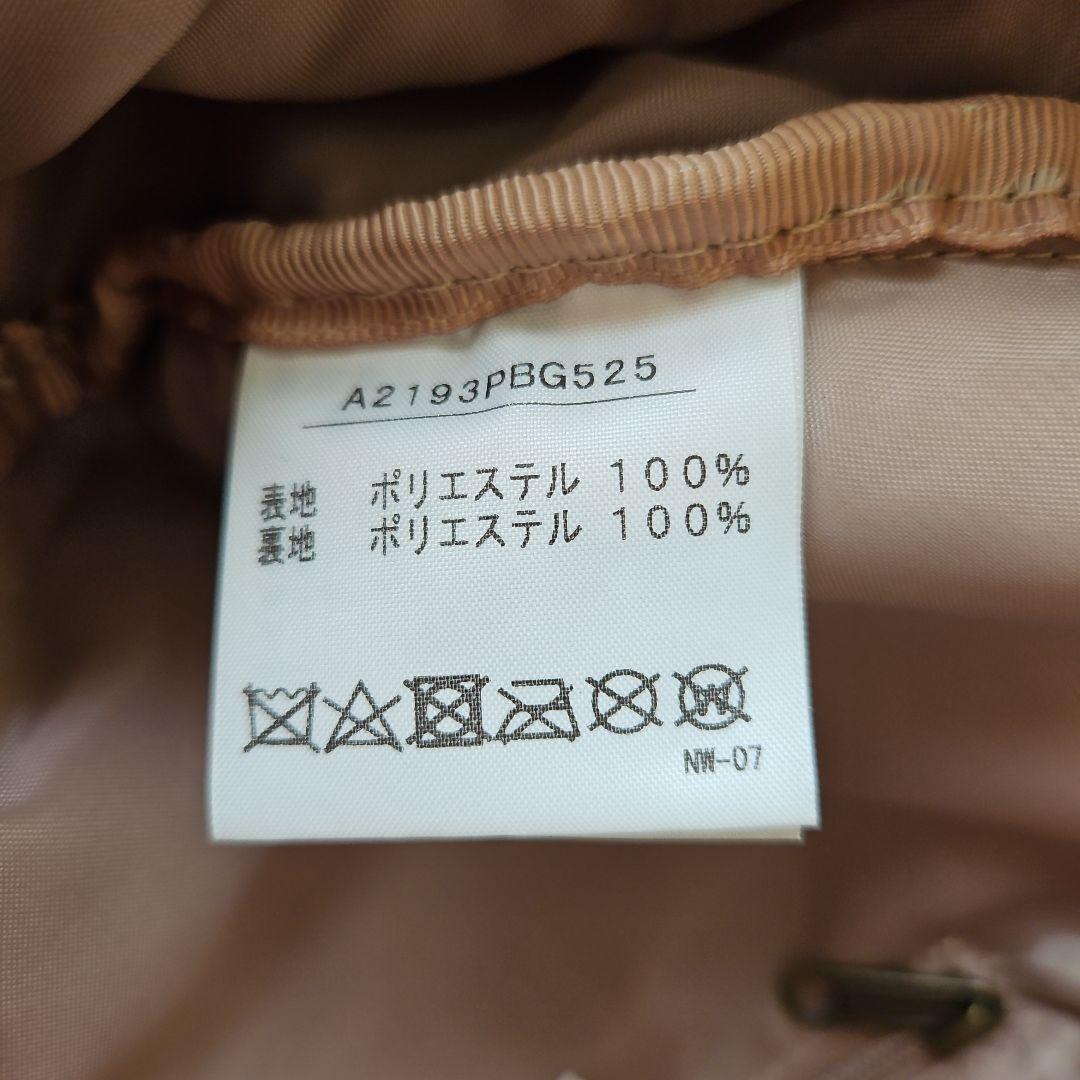 A2193PBG525
表地 ポリエステル 100%
裏地 ポリエステル 100%
W
NW-07